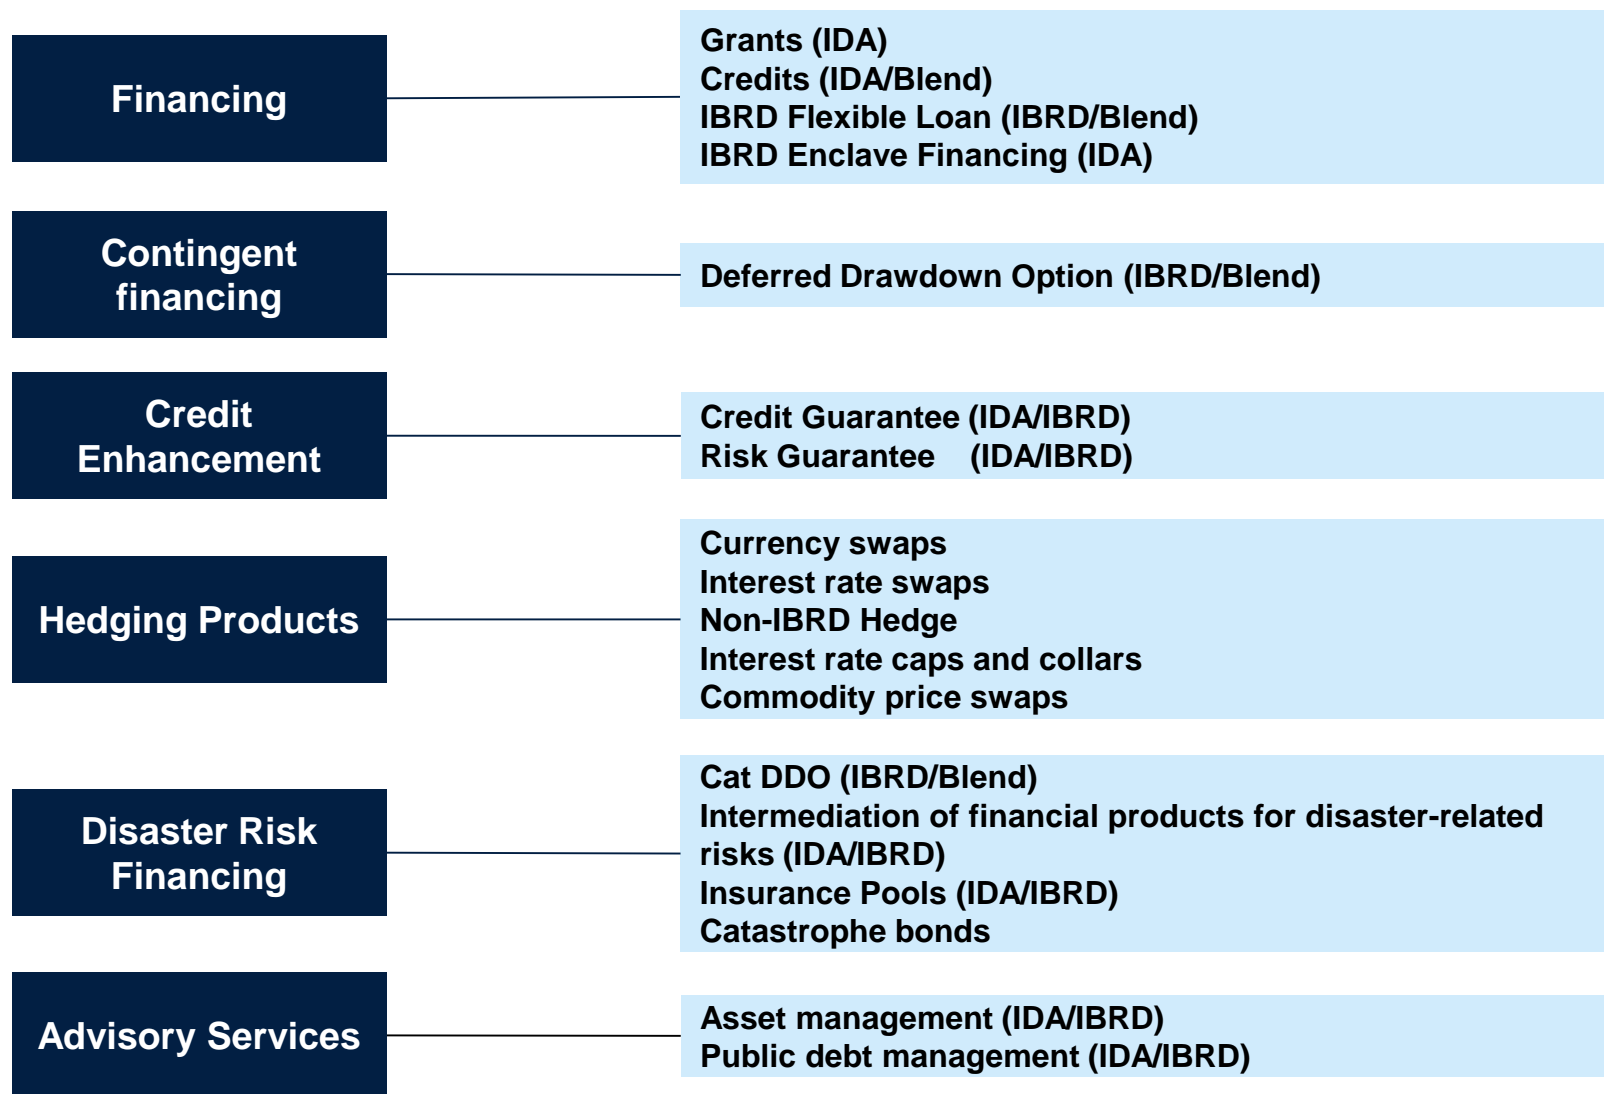 Financing
Grants (IDA)
Credits (IDA/Blend)
IBRD Flexible Loan (IBRD/Blend)
IBRD Enclave Financing (IDA)
Contingent
financing
Deferred Drawdown Option (IBRD/Blend)
Credit
Enhancement
Credit Guarantee (IDA/IBRD)
Risk Guarantee (IDA/IBRD)
Hedging Products
Currency swaps
Interest rate swaps
Non-IBRD Hedge
Interest rate caps and collars
Commodity price swaps
Disaster Risk
Financing
Cat DDO (IBRD/Blend)
Intermediation of financial products for disaster-related
risks (IDA/IBRD)
Insurance Pools (IDA/IBRD)
Catastrophe bonds
Advisory Services
Asset management (IDA/IBRD)
Public debt management (IDA/IBRD)